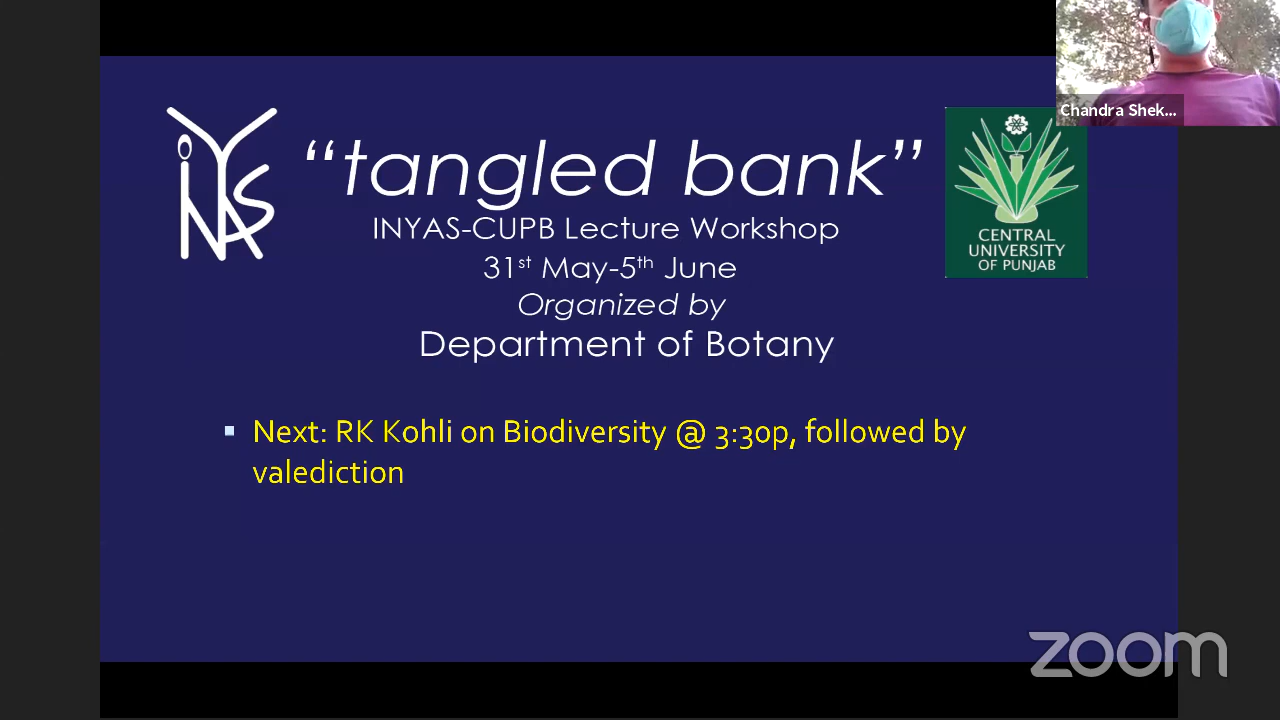 Chandra Shek...
INYAS
“tangled bank”
INYAS-CUPB Lecture Workshop
31st May-5th June
Organized by
Department of Botany
CENTRAL
UNIVERSITY
OF PUNJAB
Next: RK Kohli on Biodiversity @ 3:30p, followed by
valediction
zoom